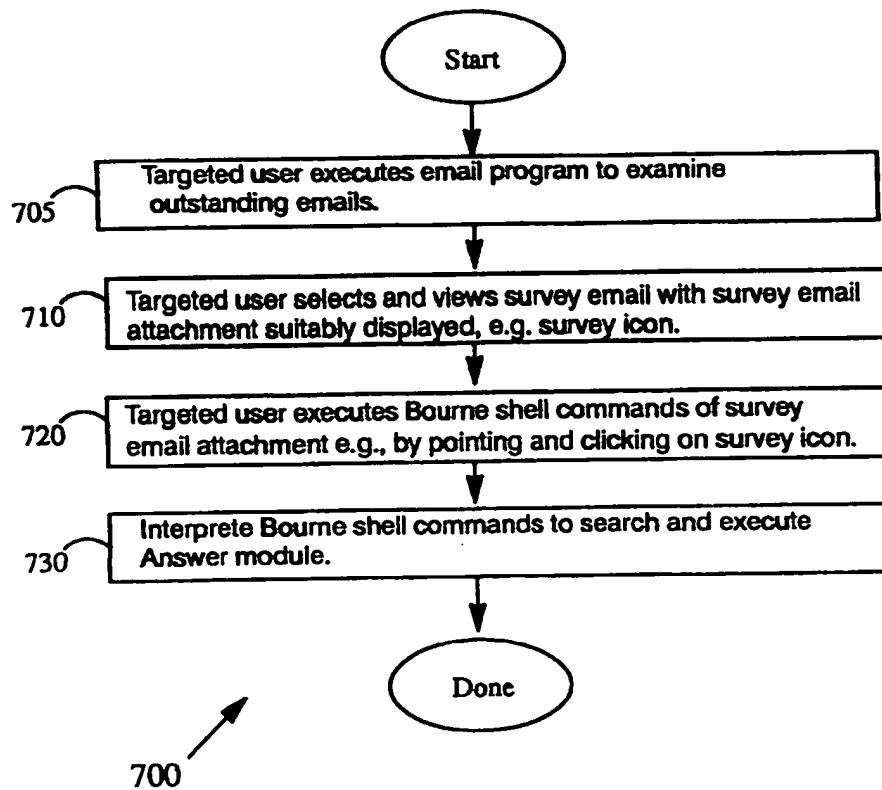 Start
Targeted user executes email program to examine
outstanding emails.
705
Targeted user selects and views survey email with survey email
attachment suitably displayed, e.g. survey icon.
710
Targeted user executes Bourne shell commands of survey
email attachment e.g., by pointing and clicking on survey icon.
720
Interprete Bourne shell commands to search and execute
Answer module.
730
Done
700